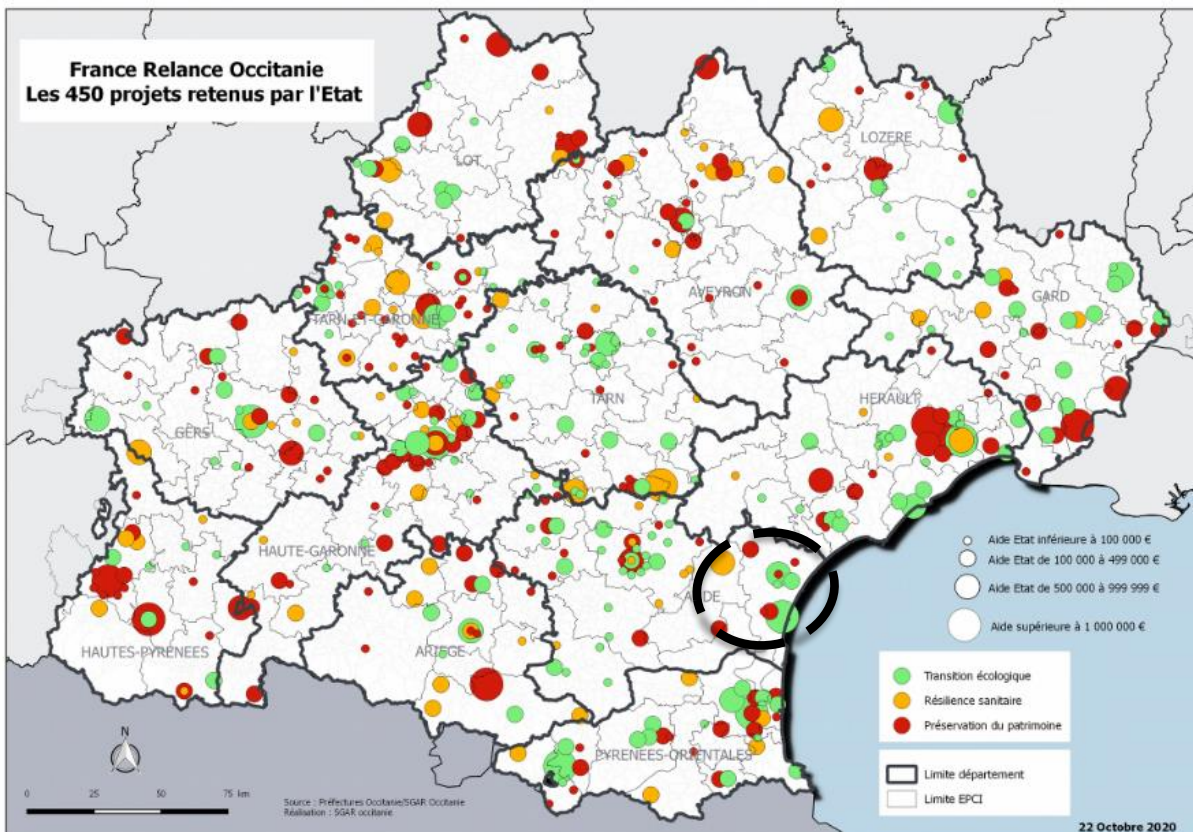 France Relance Occitanie
Les 450 projets retenus par l'Etat
LOT
LOZERE
AVEYRON
GARD
TARN-ET-GARONNE
TARN
HERAULT
GERS
HAUTE-GARONNE
AUDE
HAUTES-PYRENEES
ARIEGE
PYRENEES-ORIENTALES
Aide Etat inférieure à 100 000 €
Aide Etat de 100 000 à 499 000 €
Aide Etat de 500 000 à 999 999 €
Aide supérieure à 1 000 000 €
Transition écologique
Résilience sanitaire
Préservation du patrimoine
Limite département
Limite EPCI
N
0 25 50 75 km
Source : Préfectures Occitanie/SGAR Occitanie
Réalisation : SGAR occitanie
22 Octobre 2020